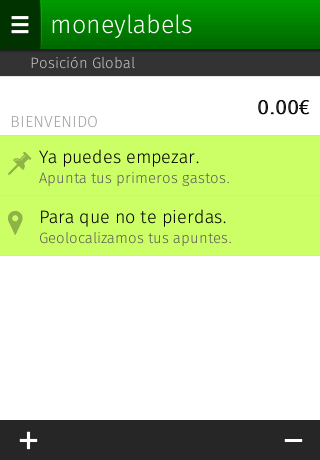 moneylabels
Posición Global
0.00€
BIENVENIDO
Ya puedes empezar.
Apunta tus primeros gastos.
Para que no te pierdas.
Geolocalizamos tus apuntes.
+ −